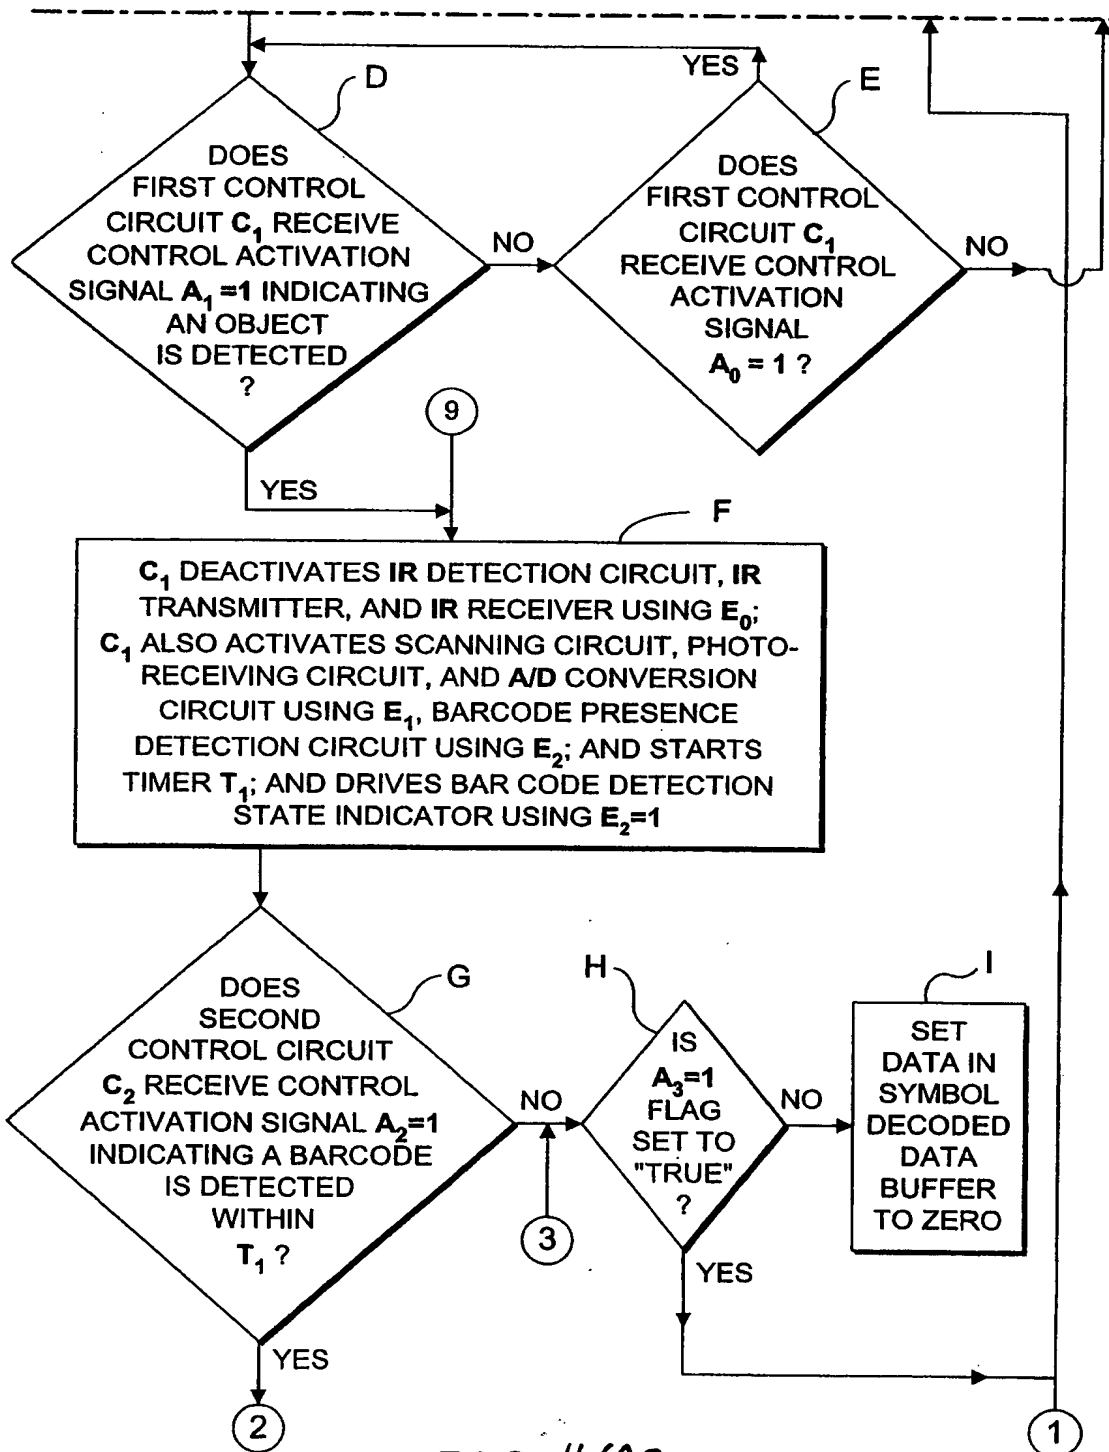 YES
D
E
DOES
FIRST CONTROL
CIRCUIT C₁ RECEIVE
CONTROL ACTIVATION
SIGNAL A₁ =1 INDICATING
AN OBJECT
IS DETECTED
?
NO
DOES
FIRST CONTROL
CIRCUIT C₁
RECEIVE CONTROL
ACTIVATION
SIGNAL
A₀ = 1 ?
NO
9
YES
F
C₁ DEACTIVATES IR DETECTION CIRCUIT, IR
TRANSMITTER, AND IR RECEIVER USING E₀;
C₁ ALSO ACTIVATES SCANNING CIRCUIT, PHOTO-
RECEIVING CIRCUIT, AND A/D CONVERSION
CIRCUIT USING E₁, BARCODE PRESENCE
DETECTION CIRCUIT USING E₂; AND STARTS
TIMER T₁; AND DRIVES BAR CODE DETECTION
STATE INDICATOR USING E₂=1
G
DOES
SECOND
CONTROL CIRCUIT
C₂ RECEIVE CONTROL
ACTIVATION SIGNAL A₂=1
INDICATING A BARCODE
IS DETECTED
WITHIN
T₁ ?
NO
3
H
IS
A₃=1
FLAG
SET TO
"TRUE"
?
NO
I
SET
DATA IN
SYMBOL
DECODED
DATA
BUFFER
TO ZERO
YES
YES
2
1